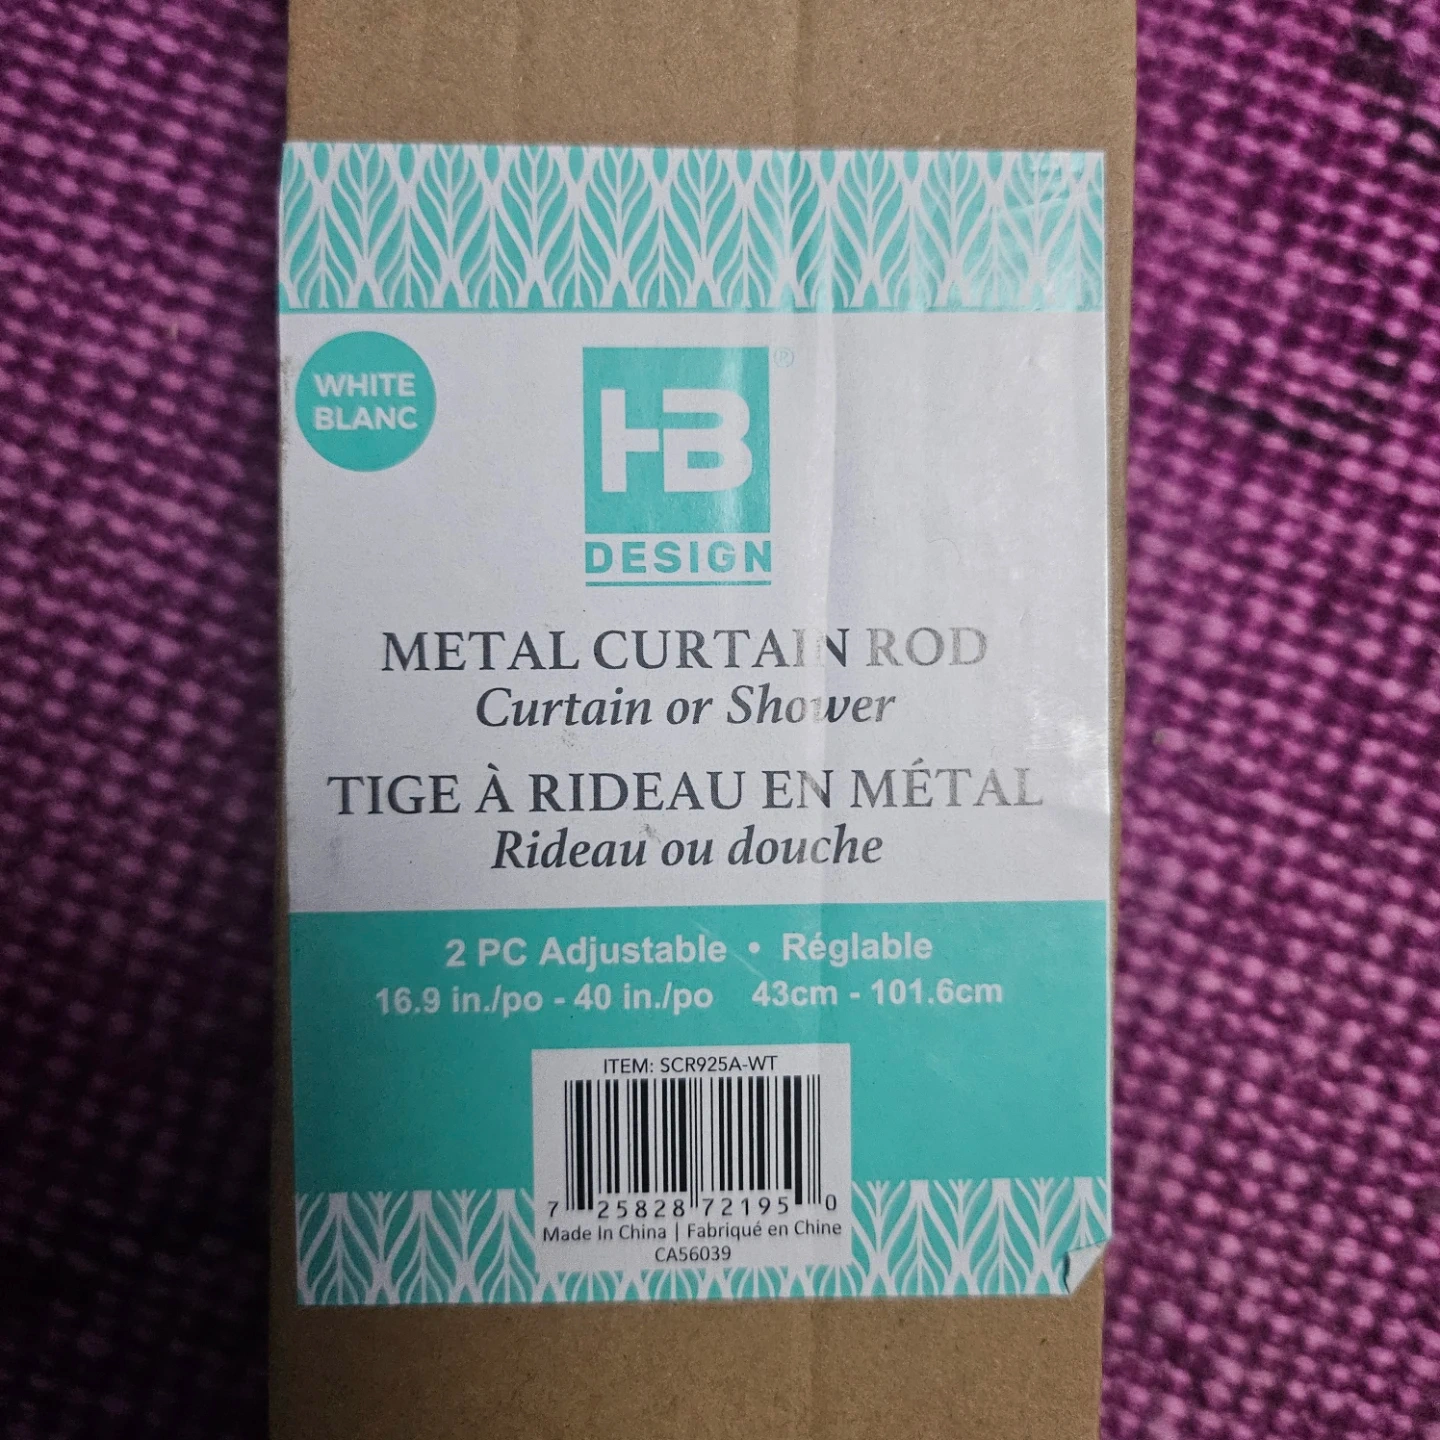 WHITE
BLANC
HB®
DESIGN
METAL CURTAIN ROD
Curtain or Shower
TIGE À RIDEAU EN MÉTAL
Rideau ou douche
2 PC Adjustable • Réglable
16.9 in./po - 40 in./po 43cm - 101.6cm
ITEM: SCR925A-WT
7 25828 72195 0
Made In China | Fabriqué en Chine
CA56039